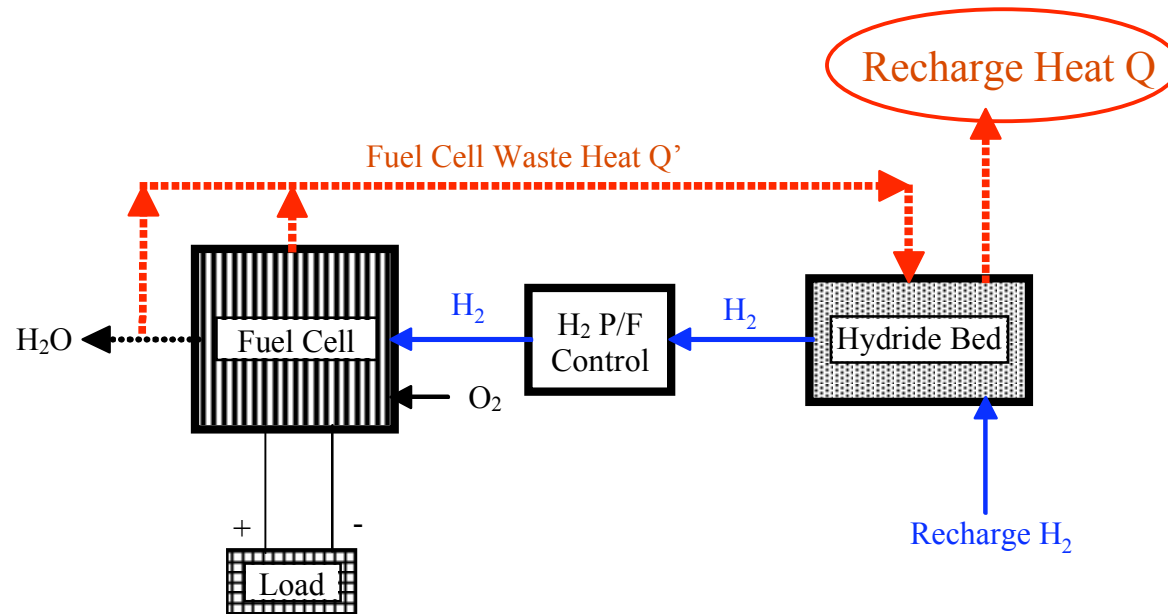 Recharge Heat Q
Fuel Cell Waste Heat Q’
H₂
H₂
H₂ P/F
Control
H₂O
Fuel Cell
Hydride Bed
O₂
+ -
Recharge H₂
Load